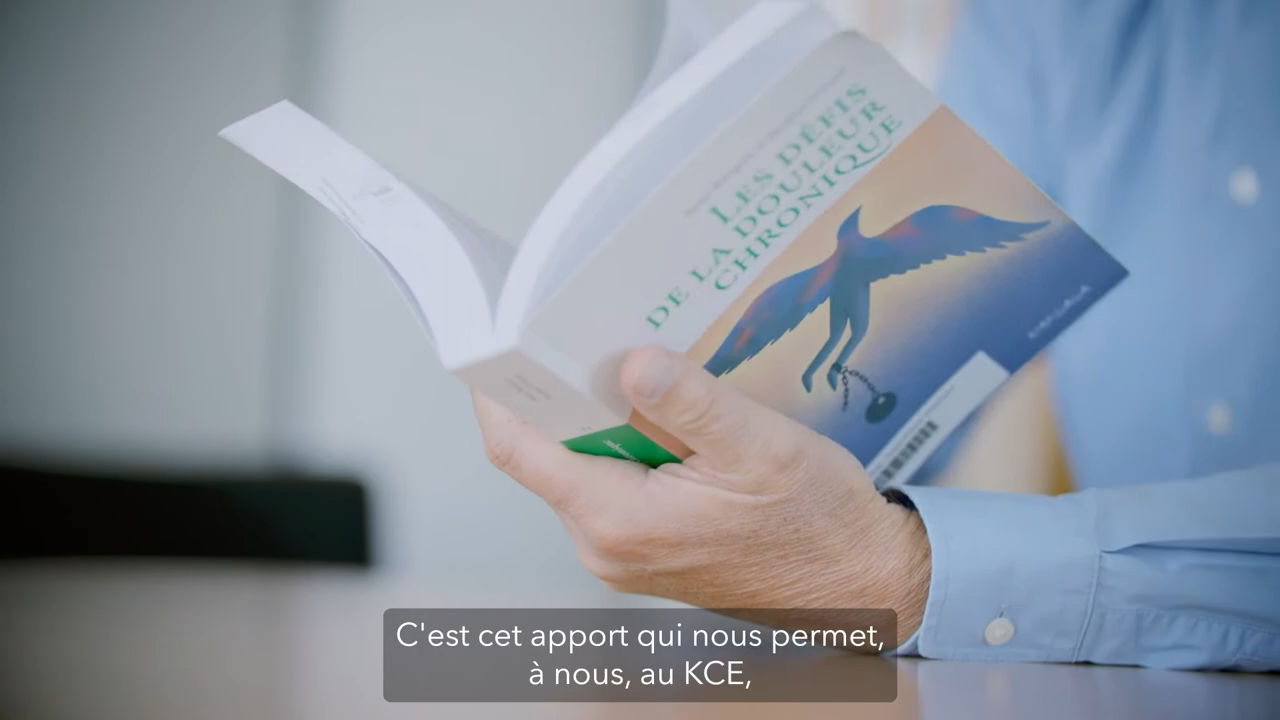 LES DÉFIS
DE LA DOULEUR
CHRONIQUE
C'est cet apport qui nous permet,
à nous, au KCE,